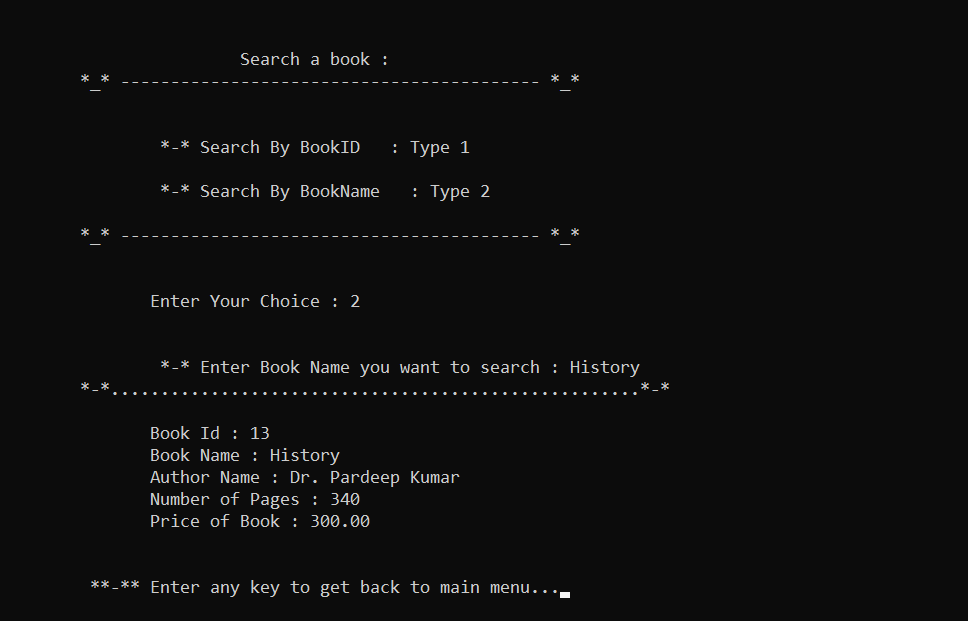 Search a book :
*_* ------------------------------------------ *_*
*-* Search By BookID   : Type 1
*-* Search By BookName   : Type 2
*_* ------------------------------------------ *_*
Enter Your Choice : 2
*-* Enter Book Name you want to search : History
*-*.....................................................*-*
Book Id : 13
Book Name : History
Author Name : Dr. Pardeep Kumar
Number of Pages : 340
Price of Book : 300.00
**-** Enter any key to get back to main menu...